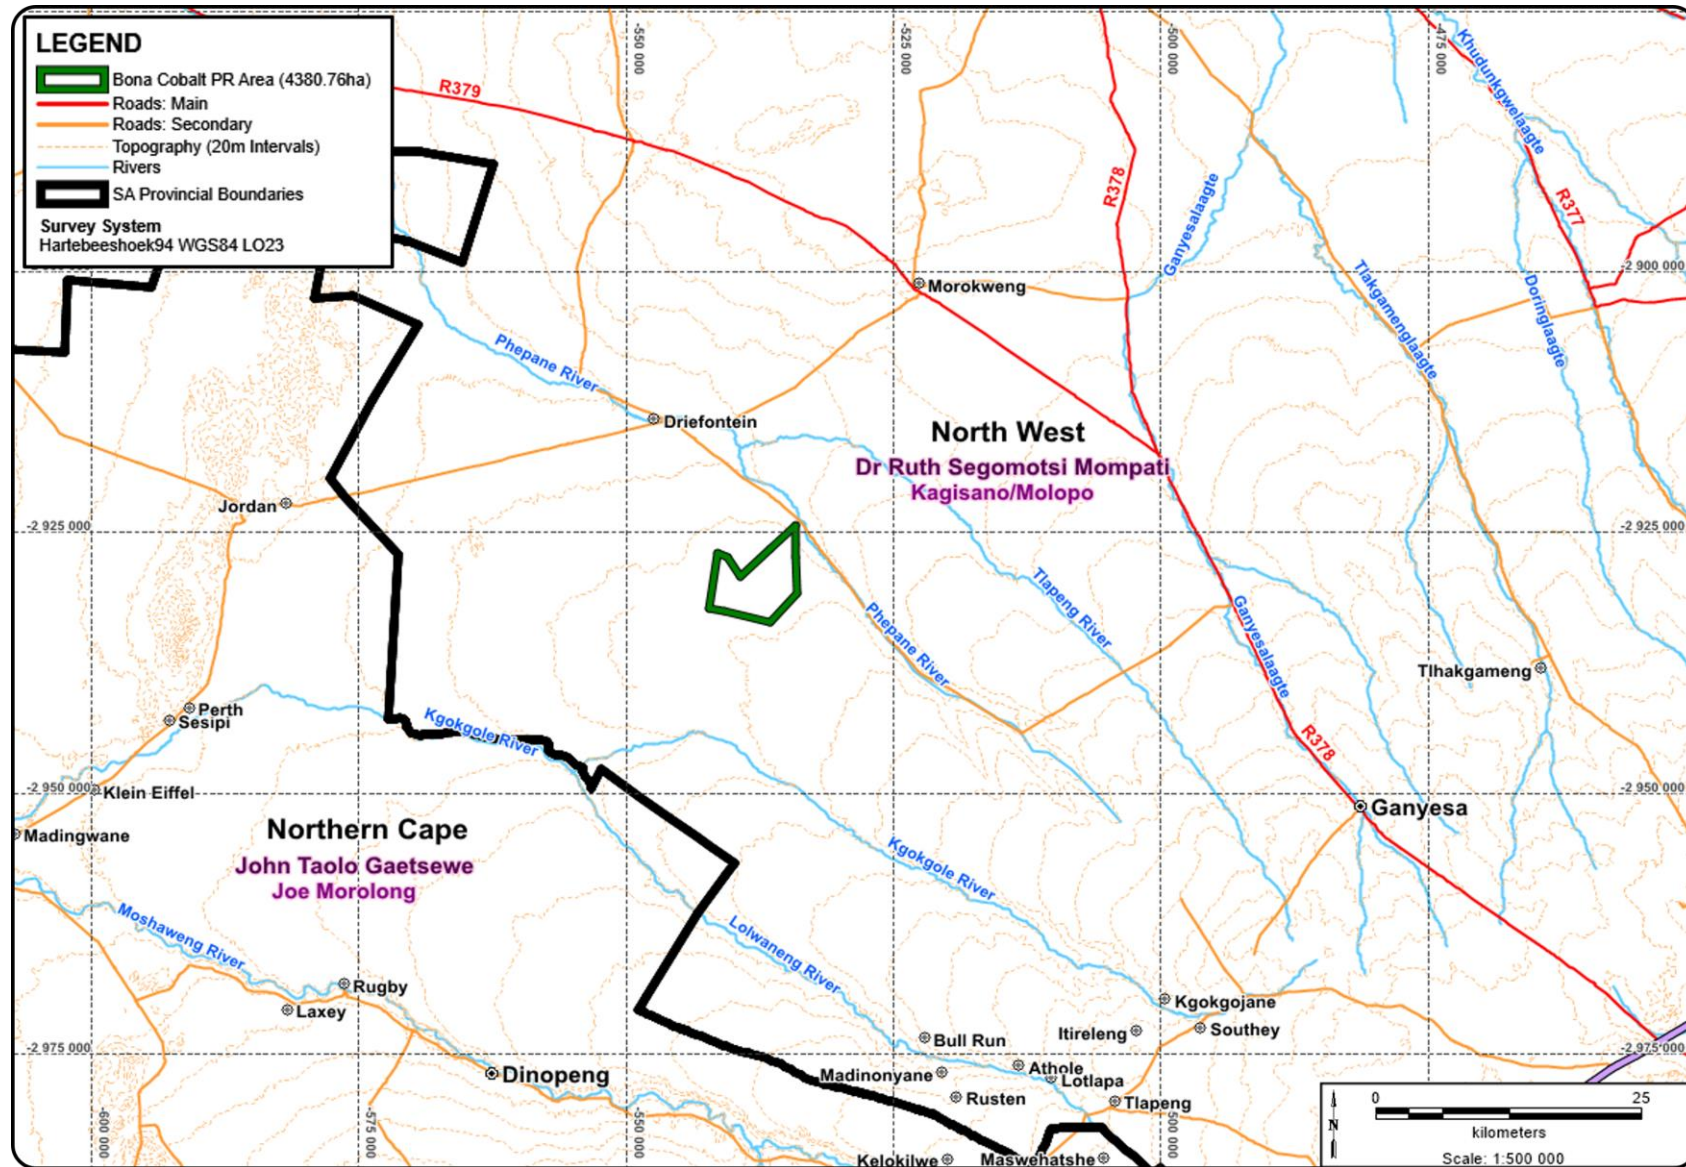 LEGEND
Bona Cobalt PR Area (4380.76ha)
Roads: Main
Roads: Secondary
Topography (20m Intervals)
Rivers
SA Provincial Boundaries
Survey System
Hartebeeshoek94 WGS84 LO23
-550 000
-525 000
-500 000
-475 000
R379
R378
R377
Khudunkgwelaagte
Ganyesalaagte
Tlakgamenglaagte
Doringlaagte
-2 900 000
Morokweng
Phepane River
Driefontein
North West
Dr Ruth Segomotsi Mompati
Kagisano/Molopo
Jordan
-2 925 000
-2 925 000
Tlapeng River
Phepane River
Ganyesalaagte
Tlhakgameng
Perth
Sesipi
Kgokgole River
R378
-2 950 000
-2 950 000
Klein Eiffel
Ganyesa
Madingwane
Northern Cape
John Taolo Gaetsewe
Joe Morolong
Kgokgole River
Moshaweng River
Lolwaneng River
Rugby
Laxey
Kgokgojane
Itireleng
Southey
Bull Run
-2 975 000
-2 975 000
Athole
Madinonyane
Lotlapa
Dinopeng
Rusten
Tlapeng
-600 000
-575 000
-550 000
-525 000
-500 000
Kelokilwe
Maswehatshe
N
0
25
kilometers
Scale: 1:500 000